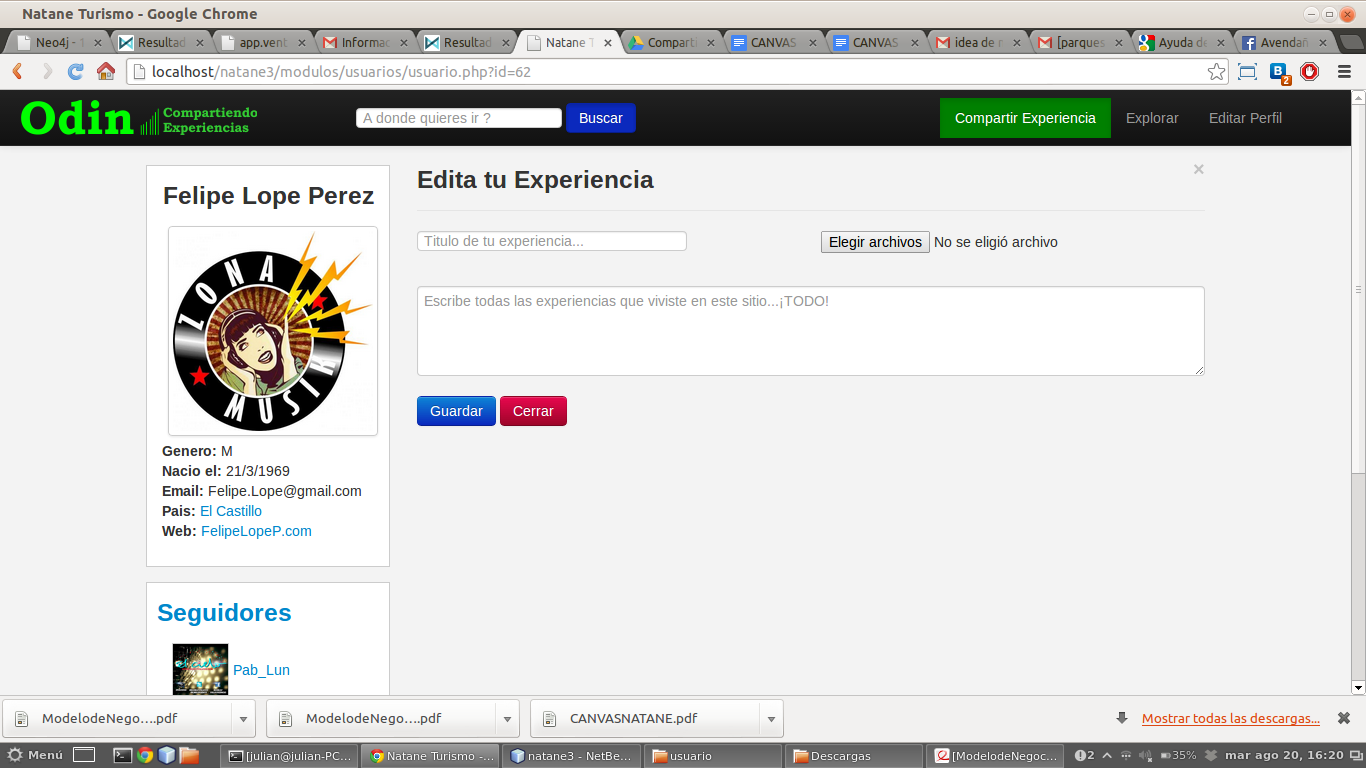 Natane Turismo - Google Chrome
Neo4j - T
Resultad
app.vent
Informac
Resultad
Natane T
Comparti
CANVAS
CANVAS
idea de r
[parques
Ayuda de
Avendañ
localhost/natane3/modulos/usuarios/usuario.php?id=62
B 2
Odin Compartiendo Experiencias
A donde quieres ir ?
Buscar
Compartir Experiencia
Explorar
Editar Perfil
Felipe Lope Perez
ZONA
MUSIK
Genero: M
Nacio el: 21/3/1969
Email: Felipe.Lope@gmail.com
Pais: El Castillo
Web: FelipeLopeP.com
Seguidores
Pab_Lun
Edita tu Experiencia
×
Titulo de tu experiencia...
Elegir archivos No se eligió archivo
Escribe todas las experiencias que viviste en este sitio...¡TODO!
Guardar
Cerrar
ModelodeNego....pdf
ModelodeNego....pdf
CANVASNATANE.pdf
Mostrar todas las descargas...
Menú
[julian@julian-PC...
Natane Turismo -...
natane3 - NetBe...
usuario
Descargas
[ModelodeNegoc...
2
35%
mar ago 20, 16:20